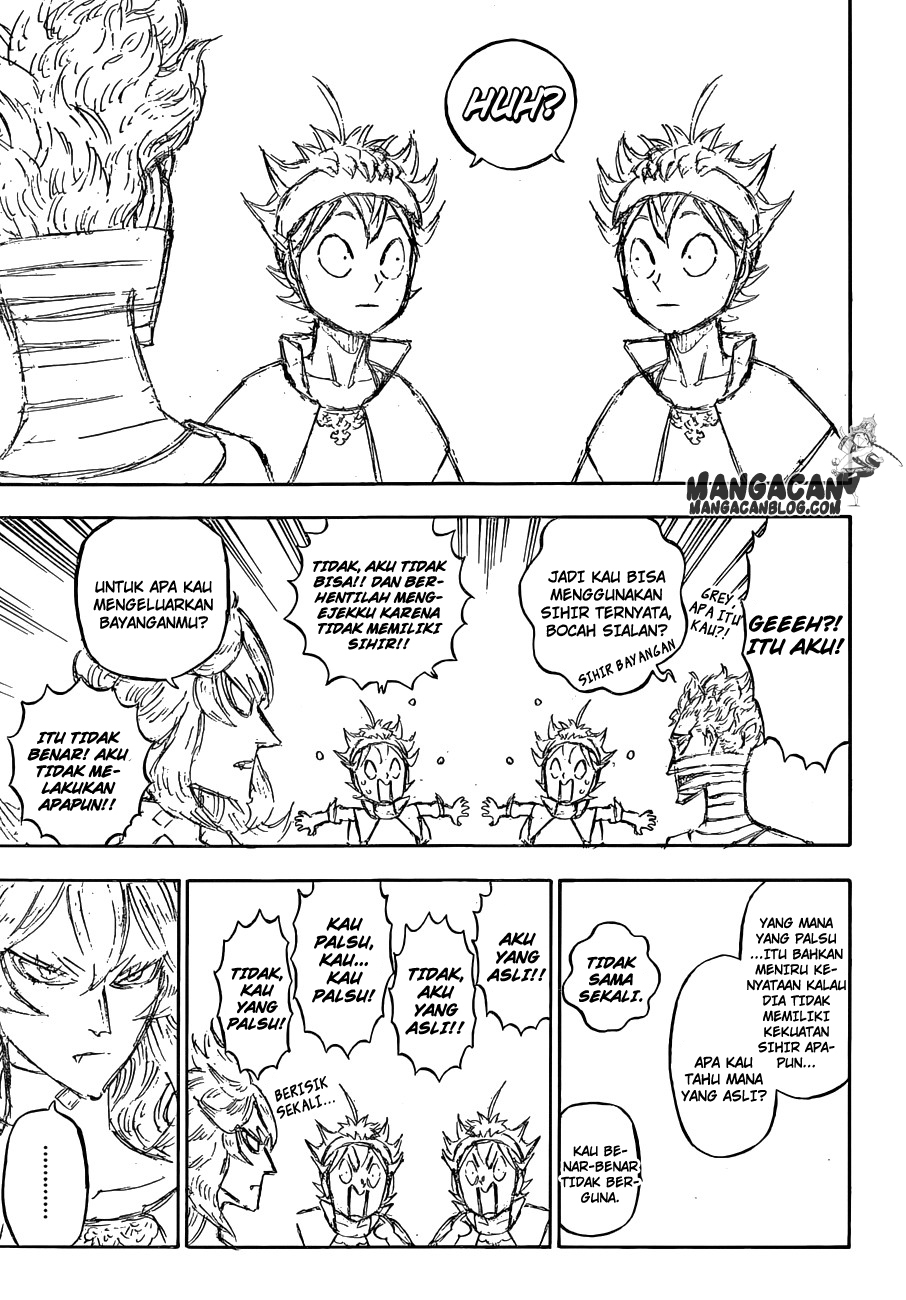 HUH?
MANGACAN
MANGACANBLOG.COM
GEEEH?!
ITU AKU!
GREY,
APA ITU
KAU?!
JADI KAU BISA
MENGGUNAKAN
SIHIR TERNYATA,
BOCAH SIALAN?
SIHIR BAYANGAN
TIDAK, AKU TIDAK
BISA!! DAN BER-
HENTILAH MENG-
EJEKKU KARENA
TIDAK MEMILIKI
SIHIR!!
UNTUK APA KAU
MENGELUARKAN
BAYANGANMU?
ITU TIDAK
BENAR! AKU
TIDAK ME-
LAKUKAN
APAPUN!!
YANG MANA
YANG PALSU
...ITU BAHKAN
MENIRU KE-
NYATAAN KALAU
DIA TIDAK
MEMILIKI
KEKUATAN
SIHIR APA-
PUN...
APA KAU
TAHU MANA
YANG ASLI?
TIDAK
SAMA
SEKALI.
KAU BE-
NAR-BENAR
TIDAK BER-
GUNA.
AKU
YANG
ASLI!!
TIDAK,
AKU
YANG
ASLI!!
KAU
PALSU,
KAU...
KAU
PALSU!
TIDAK,
KAU
YANG
PALSU!
BERISIK
SEKALI...
.........